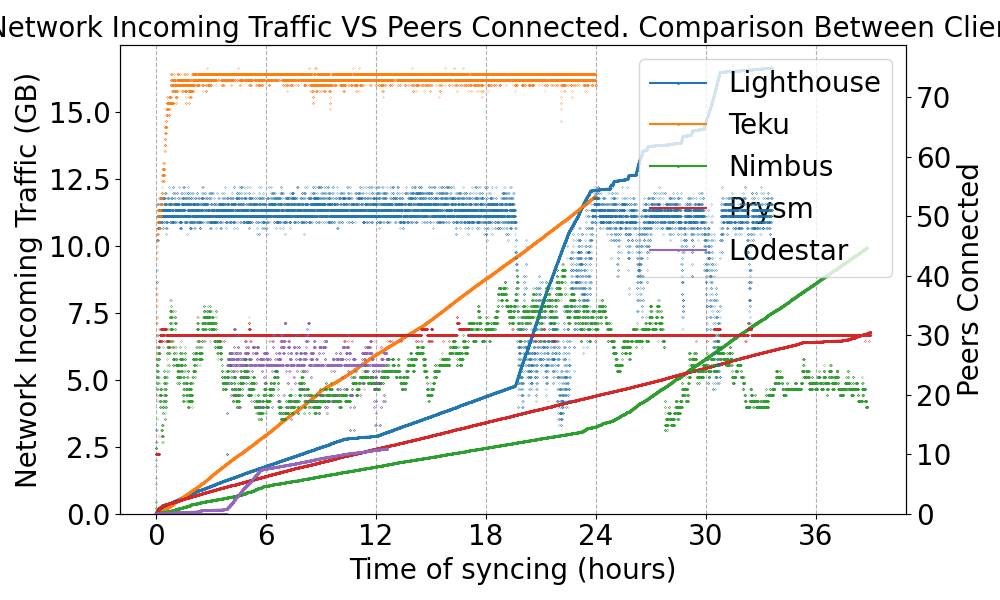 Network Incoming Traffic VS Peers Connected. Comparison Between Clien
Lighthouse
Teku
Nimbus
Prysm
Lodestar
Network Incoming Traffic (GB)
15.0
12.5
10.0
7.5
5.0
2.5
0.0
70
60
50
40
30
20
10
0
Peers Connected
0 6 12 18 24 30 36
Time of syncing (hours)